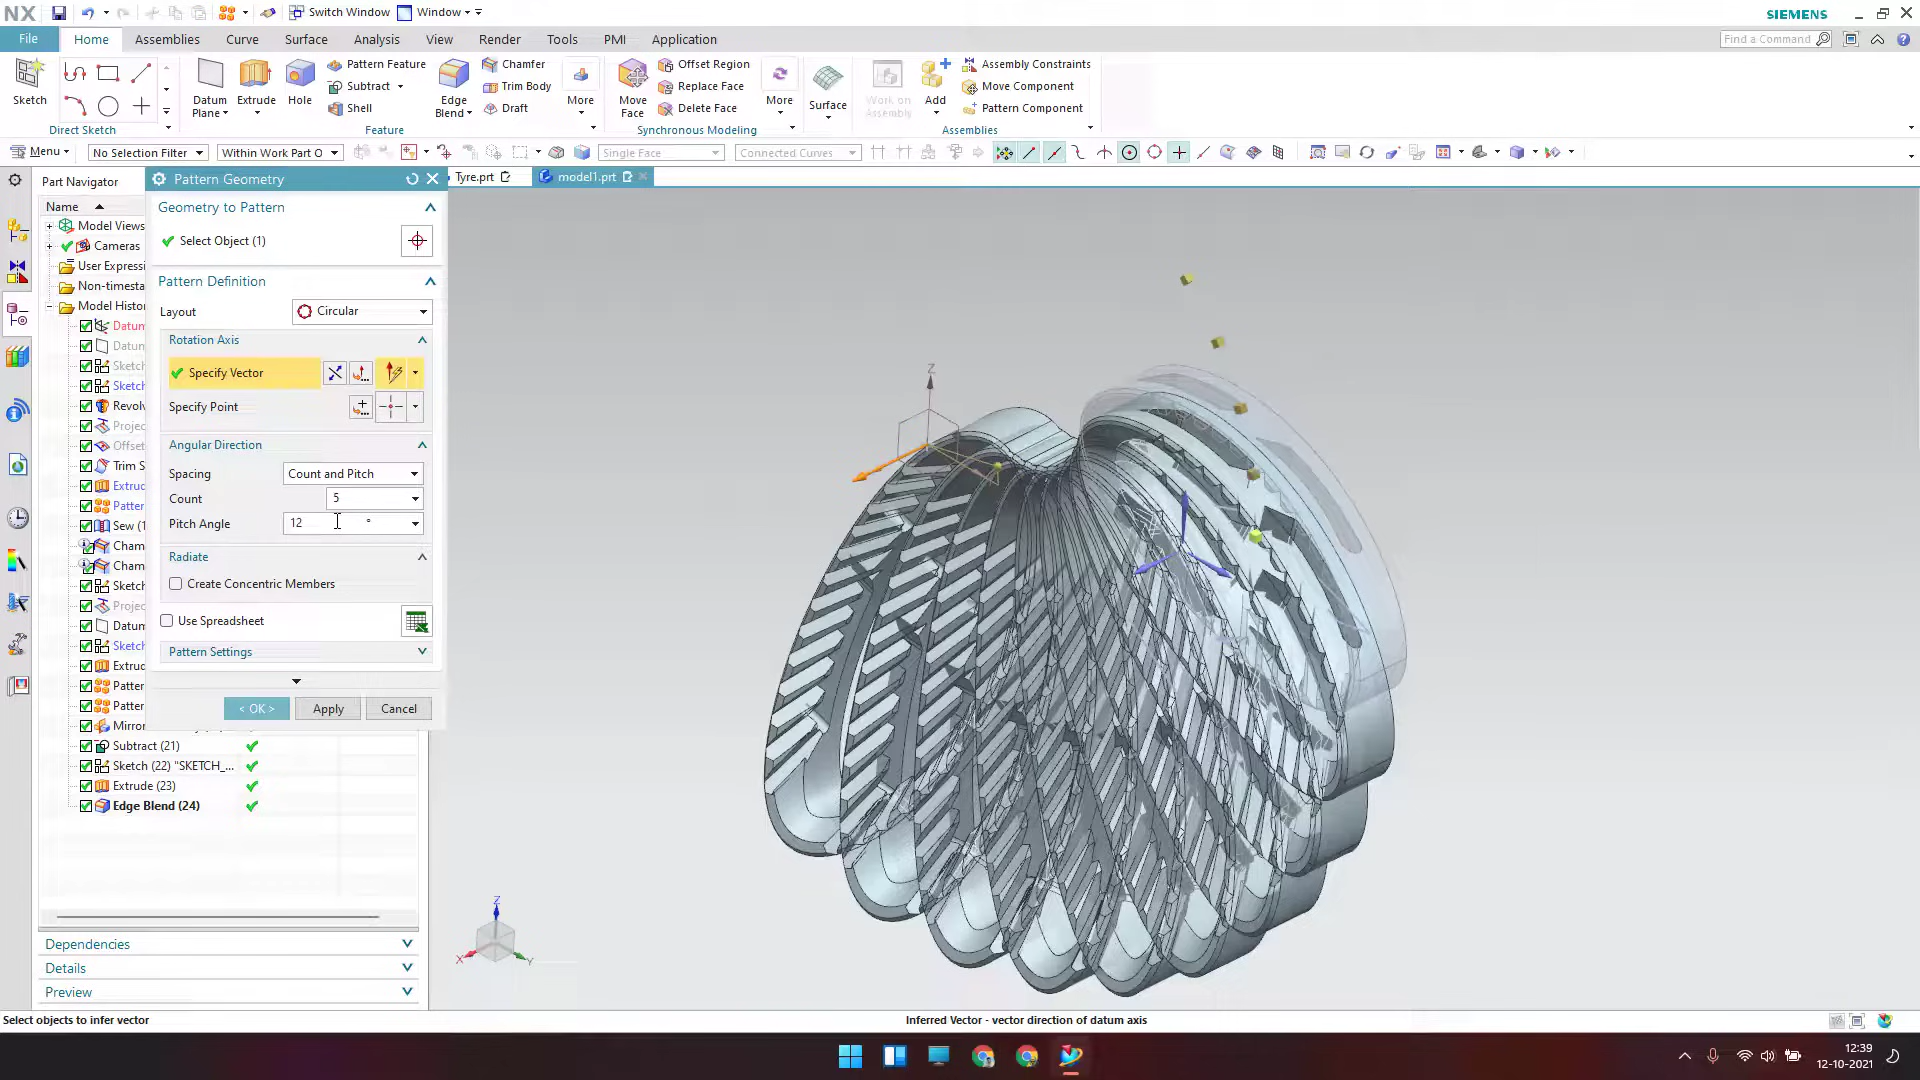 NX
Switch Window
Window
SIEMENS
File
Home
Assemblies
Curve
Surface
Analysis
View
Render
Tools
PMI
Application
Find a Command
Sketch
Direct Sketch
Datum Plane
Extrude
Hole
Pattern Feature
Subtract
Shell
Edge Blend
Chamfer
Trim Body
Draft
More
Feature
Move Face
Offset Region
Replace Face
Delete Face
More
Synchronous Modeling
Surface
Work on Assembly
Add
Assembly Constraints
Move Component
Pattern Component
Assemblies
Menu
No Selection Filter
Within Work Part O
Single Face
Connected Curves
Part Navigator
Pattern Geometry
Tyre.prt
model1.prt
Name
Model Views
Cameras
User Expressi
Non-timesta
Model Histo
Datum
Datum
Sketch
Sketch
Revolv
Projec
Offset
Trim S
Extrud
Patter
Sew (1
Cham
Cham
Sketch
Projec
Datum
Sketch
Extrud
Patter
Patter
Mirror
Subtract (21)
Sketch (22) "SKETCH_...
Extrude (23)
Edge Blend (24)
Geometry to Pattern
Select Object (1)
Pattern Definition
Layout
Circular
Rotation Axis
Specify Vector
Specify Point
Angular Direction
Spacing
Count and Pitch
Count
5
Pitch Angle
12
°
Radiate
Create Concentric Members
Use Spreadsheet
Pattern Settings
< OK >
Apply
Cancel
Dependencies
Details
Preview
Z
Z
X
Y
Select objects to infer vector
Inferred Vector - vector direction of datum axis
12:39
12-10-2021